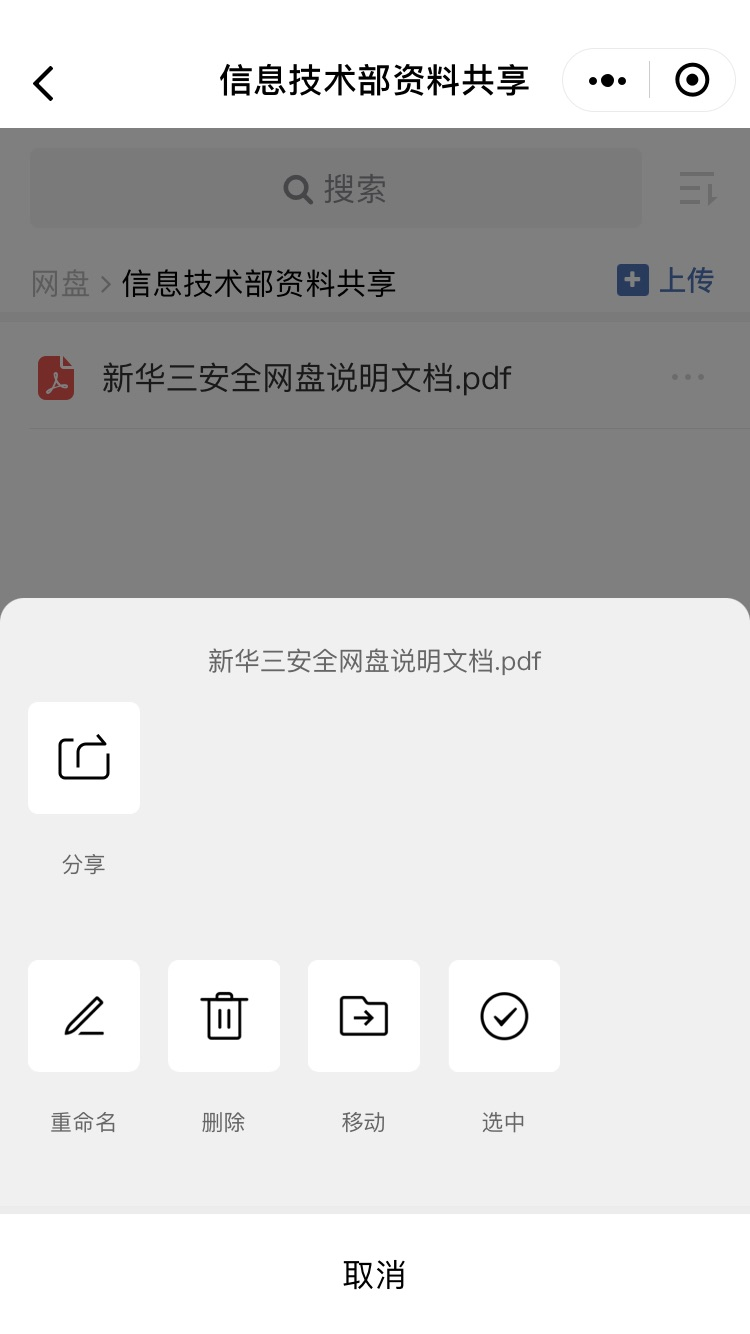 信息技术部资料共享
搜索
网盘 > 信息技术部资料共享
上传
新华三安全网盘说明文档.pdf
新华三安全网盘说明文档.pdf
分享
重命名 删除 移动 选中
取消